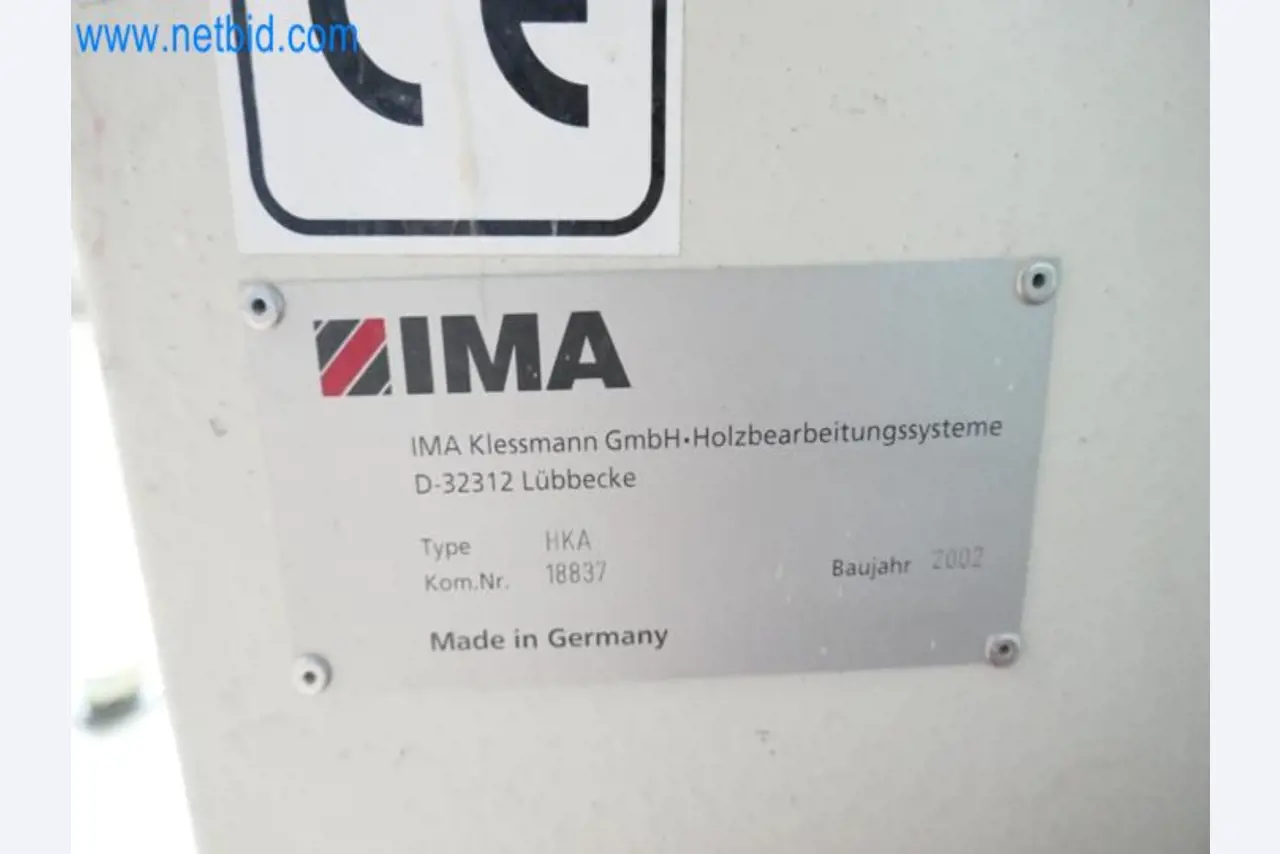 www.netbid.com
CE
IMA
IMA Klessmann GmbH•Holzbearbeitungssysteme
D-32312 Lübbecke
Type HKA
Kom.Nr. 18837 Baujahr 2002
Made in Germany